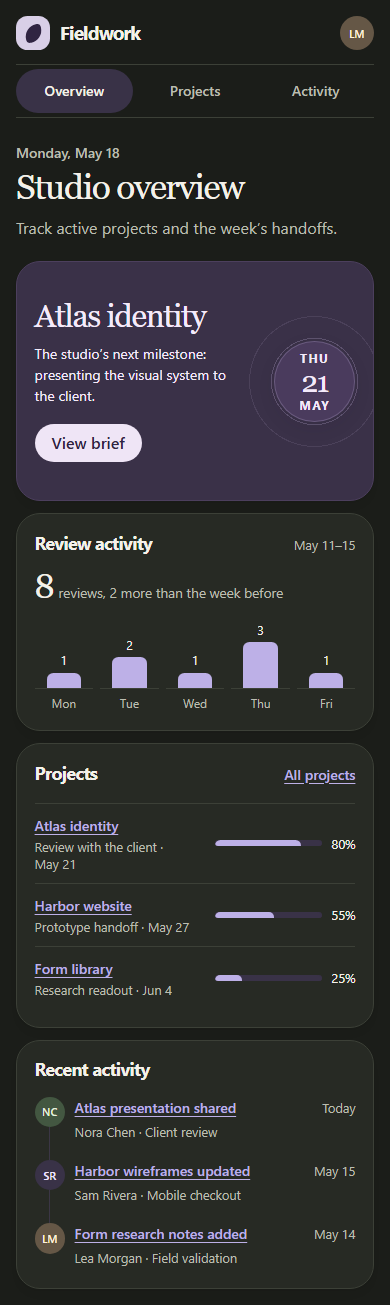 Fieldwork
LM
Overview
Projects
Activity
Monday, May 18
Studio overview
Track active projects and the week’s handoffs.
Atlas identity
The studio’s next milestone:
presenting the visual system to
the client.
View brief
THU
21
MAY
Review activity
May 11–15
8 reviews, 2 more than the week before
1
2
1
3
1
Mon
Tue
Wed
Thu
Fri
Projects
All projects
Atlas identity
Review with the client ·
May 21
80%
Harbor website
Prototype handoff · May 27
55%
Form library
Research readout · Jun 4
25%
Recent activity
NC
Atlas presentation shared
Today
Nora Chen · Client review
SR
Harbor wireframes updated
May 15
Sam Rivera · Mobile checkout
LM
Form research notes added
May 14
Lea Morgan · Field validation